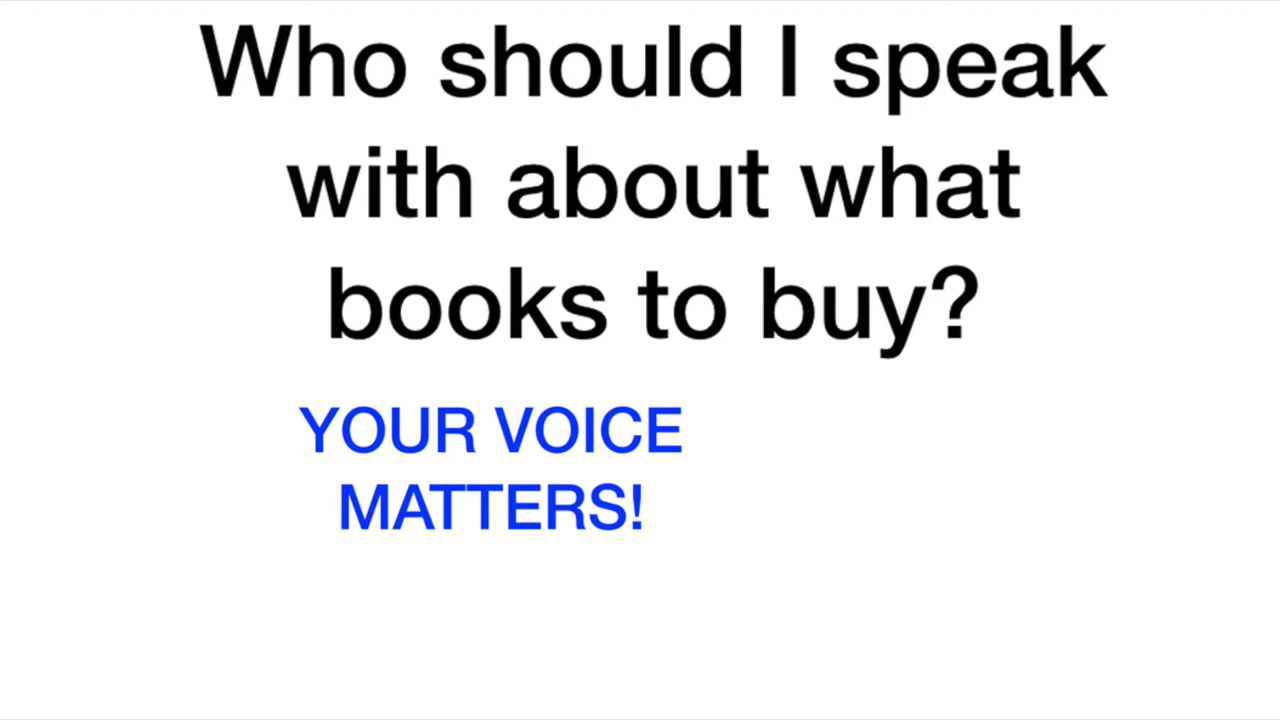 Who should I speak
with about what
books to buy?
YOUR VOICE
MATTERS!